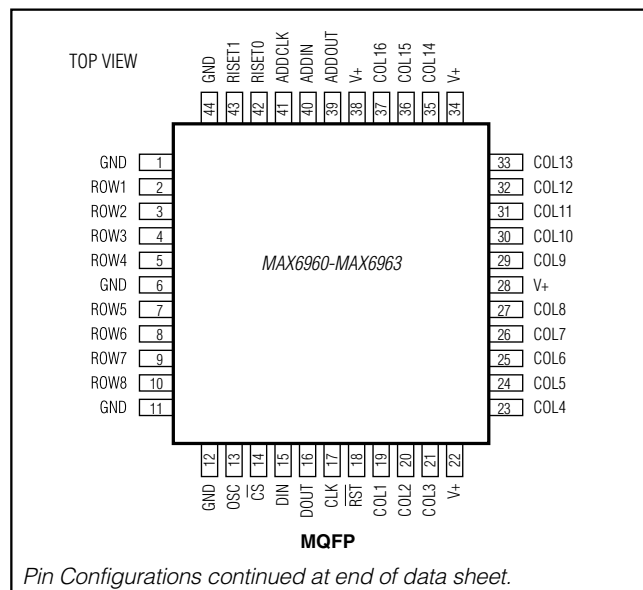 TOP VIEW
GND
RISET1
RISET0
ADDCLK
ADDIN
ADDOUT
V+
COL16
COL15
COL14
V+
44
43
42
41
40
39
38
37
36
35
34
GND 1
ROW1 2
ROW2 3
ROW3 4
ROW4 5
GND 6
ROW5 7
ROW6 8
ROW7 9
ROW8 10
GND 11
MAX6960-MAX6963
33 COL13
32 COL12
31 COL11
30 COL10
29 COL9
28 V+
27 COL8
26 COL7
25 COL6
24 COL5
23 COL4
12
13
14
15
16
17
18
19
20
21
22
GND
OSC
CS
DIN
DOUT
CLK
RST
COL1
COL2
COL3
V+
MQFP
Pin Configurations continued at end of data sheet.